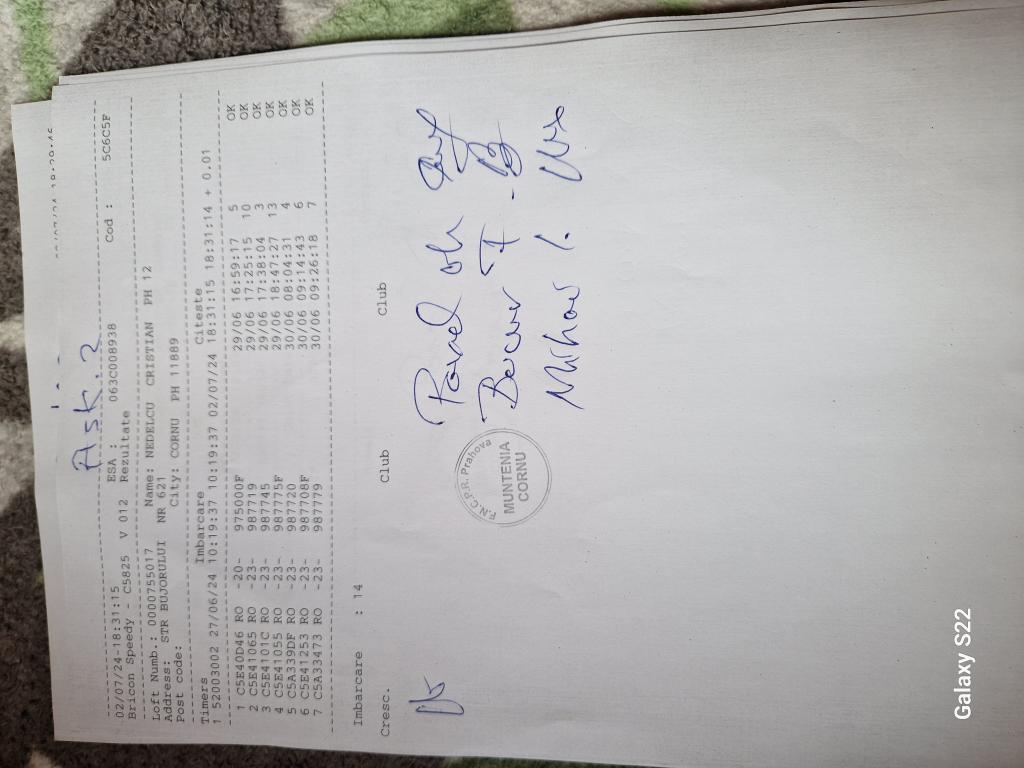 Ask. 2
02/07/24-18:31:15 ESA : 063C008938 Cod : 5C6C5F
Bricon Speedy - C5825 V 012 Rezultate
Loft Numb.: 0000755017 Name: NEDELCU CRISTIAN PH 12
Address: STR BUJORULUI NR 621
Post code: City: CORNU PH 11889
Timers Imbarcare Citeste
1 52003002 27/06/24 10:19:37 10:19:37 02/07/24 18:31:15 18:31:14 + 0.01
1 C5E40D46 RO -20- 975000F 29/06 16:59:17 5 OK
2 C5E41065 RO -23- 987719 29/06 17:25:15 10 OK
3 C5E4101C RO -23- 987745 29/06 17:38:04 3 OK
4 C5E41055 RO -23- 987775F 29/06 18:47:27 13 OK
5 C5A339DF RO -23- 987720 30/06 08:04:31 4 OK
6 C5E41253 RO -23- 987708F 30/06 09:14:43 6 OK
7 C5A33473 RO -23- 987779 30/06 09:26:18 7 OK
Imbarcare : 14
Cresc. Club Club
F.N.C.P.R. Prahova
MUNTENIA
CORNU